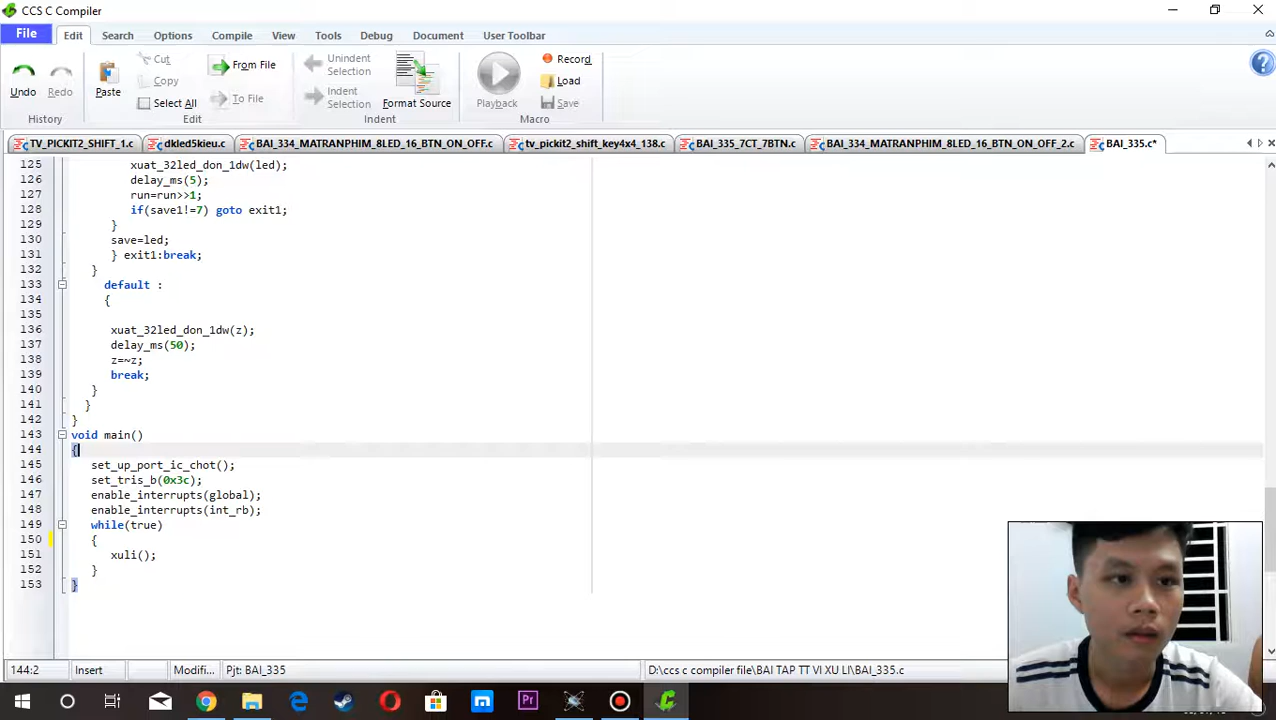 CCS C Compiler
File Edit Search Options Compile View Tools Debug Document User Toolbar
Undo Redo
History
Paste
Cut
Copy
Select All
From File
To File
Edit
Unindent
Selection
Indent
Selection
Format Source
Indent
Playback
Record
Load
Save
Macro
TV_PICKIT2_SHIFT_1.c dkled5kieu.c BAI_334_MATRANPHIM_8LED_16_BTN_ON_OFF.c tv_pickit2_shift_key4x4_138.c BAI_335_7CT_7BTN.c BAI_334_MATRANPHIM_8LED_16_BTN_ON_OFF_2.c BAI_335.c*
125 xuat_32led_don_1dw(led);
126 delay_ms(5);
127 run=run>>1;
128 if(save1!=7) goto exit1;
129 }
130 save=led;
131 } exit1:break;
132 }
133 default :
134 {
135
136 xuat_32led_don_1dw(z);
137 delay_ms(50);
138 z=~z;
139 break;
140 }
141 }
142 }
143 void main()
144 {
145 set_up_port_ic_chot();
146 set_tris_b(0x3c);
147 enable_interrupts(global);
148 enable_interrupts(int_rb);
149 while(true)
150 {
151 xuli();
152 }
153 }
144:2 Insert Modifi... Pjt: BAI_335 D:\ccs c compiler file\BAI TAP TT VI XU LI\BAI_335.c
Pr